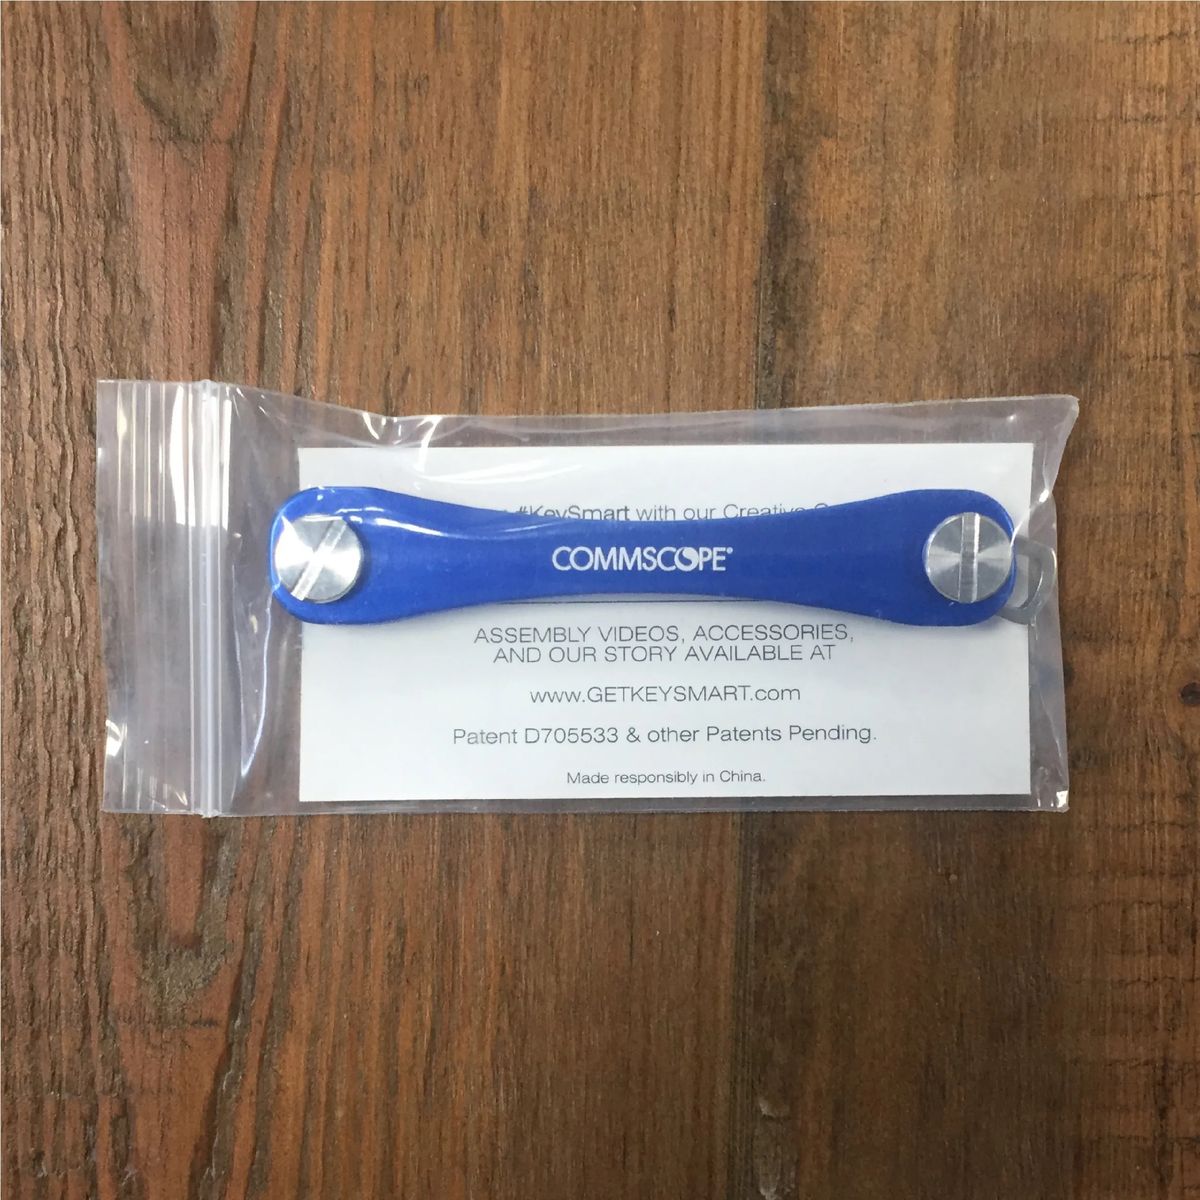 #KeySmart with our Creative
COMMSCOPE®
ASSEMBLY VIDEOS, ACCESSORIES,
AND OUR STORY AVAILABLE AT
www.GETKEYSMART.com
Patent D705533 & other Patents Pending.
Made responsibly in China.